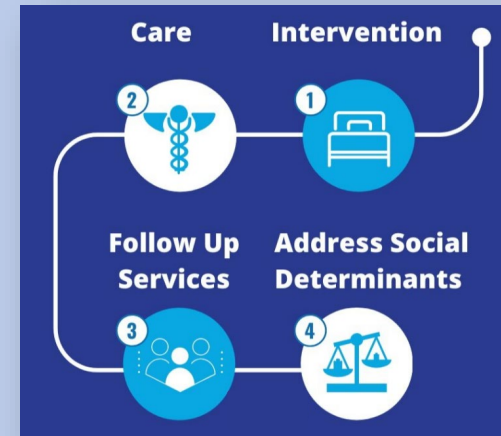 Care
Intervention
2
1
Follow Up
Services
Address Social
Determinants
3
4